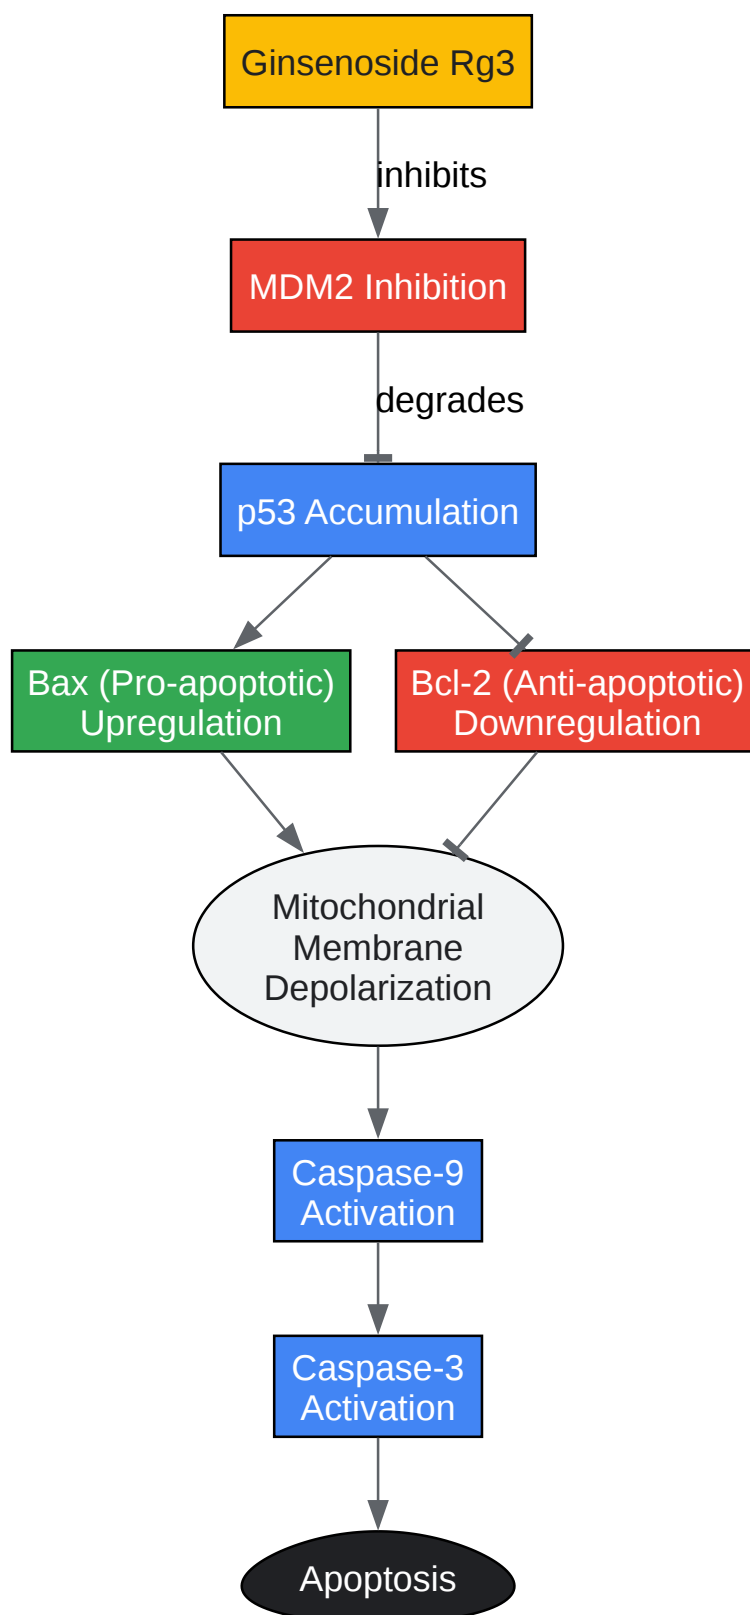 Ginsenoside Rg3
inhibits
MDM2 Inhibition
degrades
p53 Accumulation
Bax (Pro-apoptotic)
Upregulation
Bcl-2 (Anti-apoptotic)
Downregulation
Mitochondrial
Membrane
Depolarization
Caspase-9
Activation
Caspase-3
Activation
Apoptosis